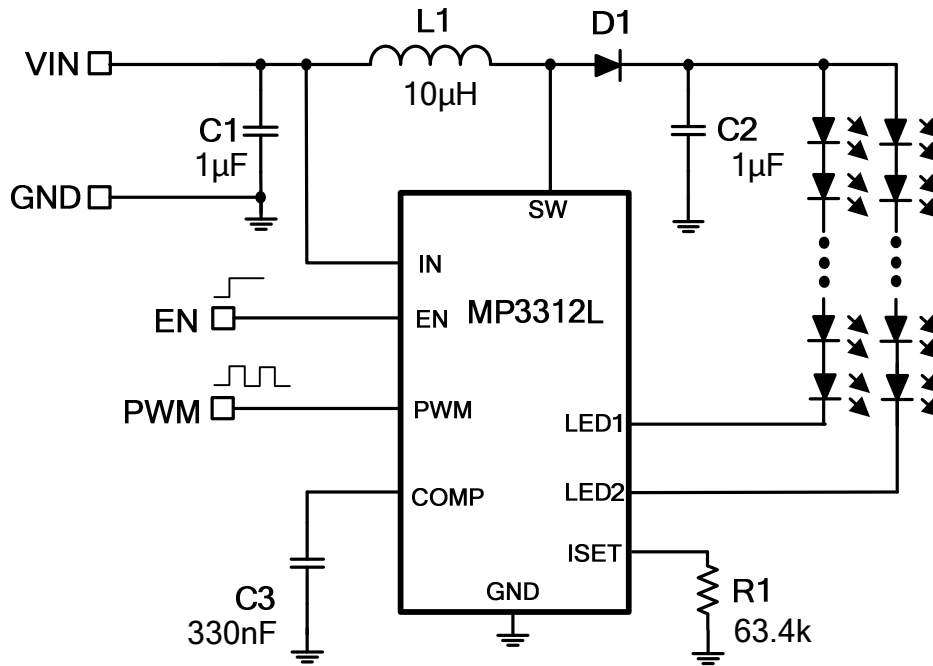 L1
D1
VIN
10µH
C1
1µF
C2
1µF
GND
SW
IN
MP3312L
EN
EN
PWM
PWM
LED1
COMP
LED2
ISET
C3
330nF
GND
R1
63.4k